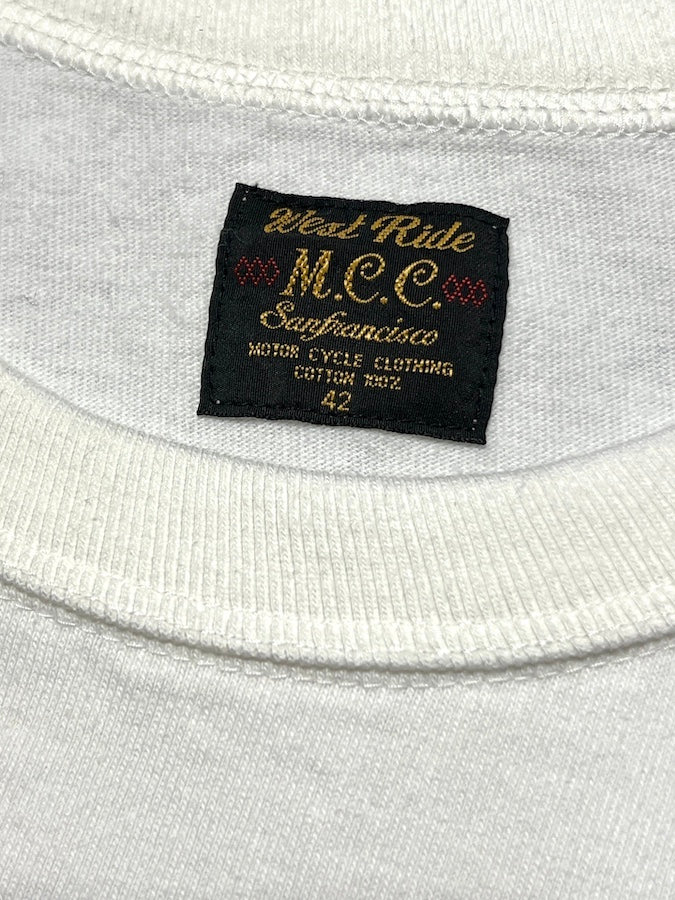 West Ride
M.C.C.
Sanfrancisco
MOTOR CYCLE CLOTHING
COTTON 100%
42